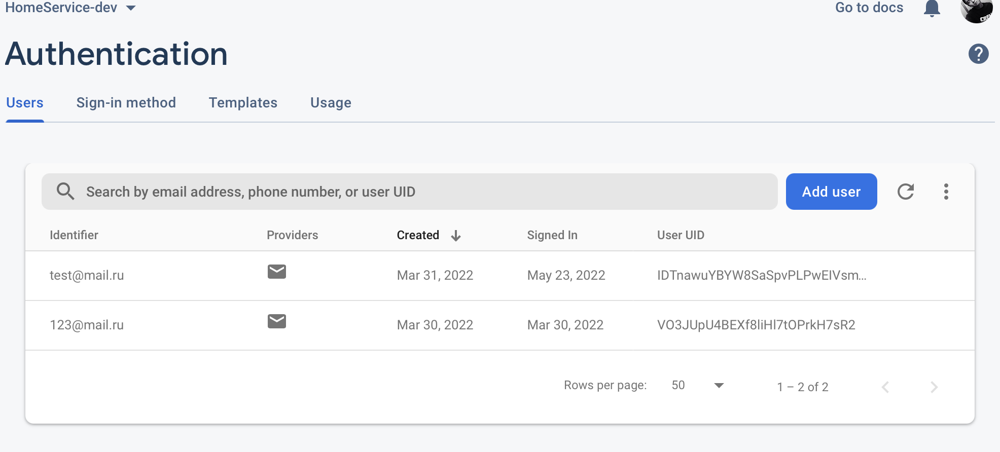 HomeService-dev
Go to docs
Authentication
?
Users Sign-in method Templates Usage
Search by email address, phone number, or user UID
Add user
Identifier Providers Created Signed In User UID
test@mail.ru Mar 31, 2022 May 23, 2022 IDTnawuYBYW8SaSpvPLPwEIVsm...
123@mail.ru Mar 30, 2022 Mar 30, 2022 VO3JUpU4BEXf8liHl7tOPrkH7sR2
Rows per page: 50 1 – 2 of 2